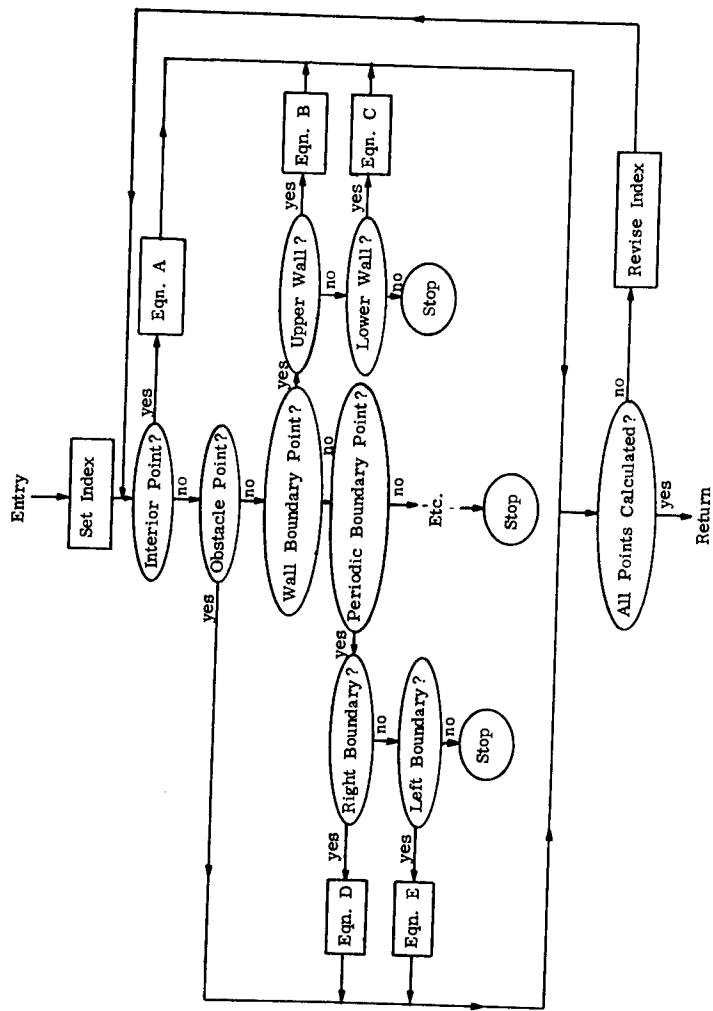 Entry
Set Index
Interior Point?
yes
Eqn. A
no
Obstacle Point?
yes
no
Wall Boundary Point?
yes
Upper Wall?
yes
Eqn. B
no
Lower Wall?
yes
Eqn. C
no
Stop
no
Periodic Boundary Point?
yes
Right Boundary?
yes
Eqn. D
no
Left Boundary?
yes
Eqn. E
no
Stop
no
Etc.
Stop
All Points Calculated?
no
Revise Index
yes
Return